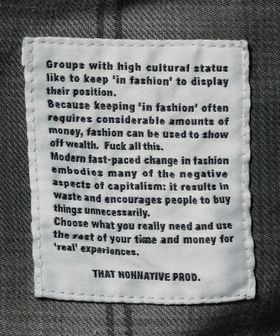 Groups with high cultural status
like to keep 'in fashion' to display
their position.
Because keeping 'in fashion' often
requires considerable amounts of
money, fashion can be used to show
off wealth. Fuck all this.
Modern fast-paced change in fashion
embodies many of the negative
aspects of capitalism: it results in
waste and encourages people to buy
things unnecessarily.
Choose what you really need and use
the rest of your time and money for
'real' experiences.
THAT NONNATIVE PROD.